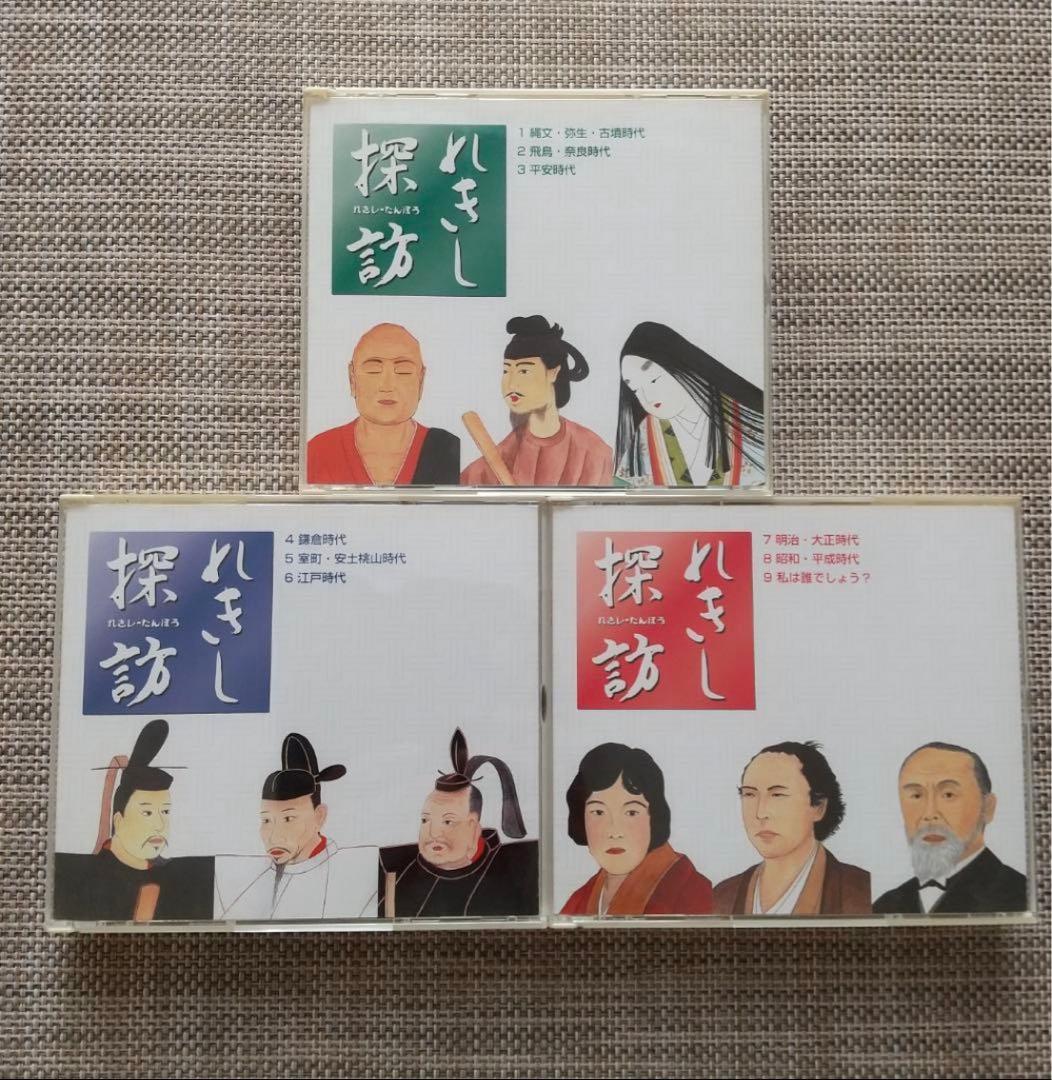 れきし
探訪
れきし・たんぼう
1 縄文・弥生・古墳時代
2 飛鳥・奈良時代
3 平安時代
れきし
探訪
れきし・たんぼう
4 鎌倉時代
5 室町・安土桃山時代
6 江戸時代
れきし
探訪
れきし・たんぼう
7 明治・大正時代
8 昭和・平成時代
9 私は誰でしょう？